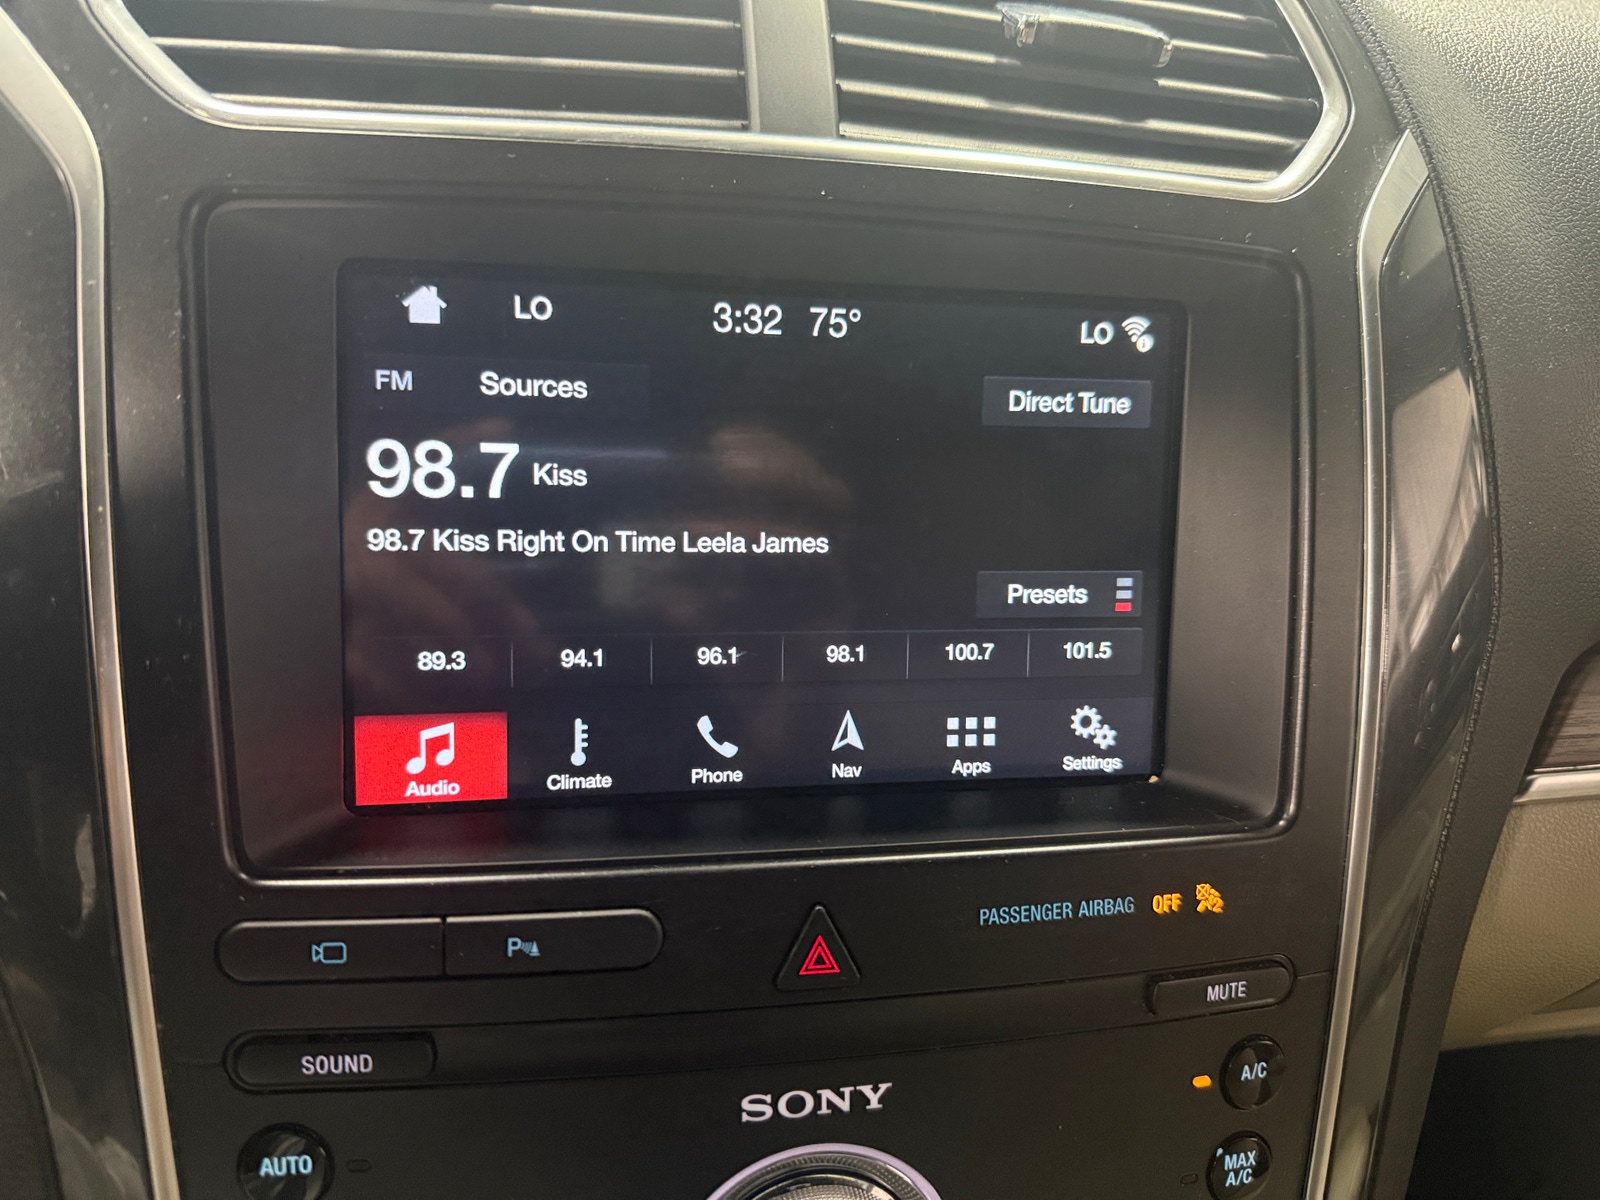 LO 3:32 75° LO
FM Sources Direct Tune
98.7 Kiss
98.7 Kiss Right On Time Leela James
Presets
89.3 94.1 96.1 98.1 100.7 101.5
Audio Climate Phone Nav Apps Settings
PASSENGER AIRBAG OFF 2
P
MUTE
SOUND
A/C
SONY
AUTO
MAX
A/C